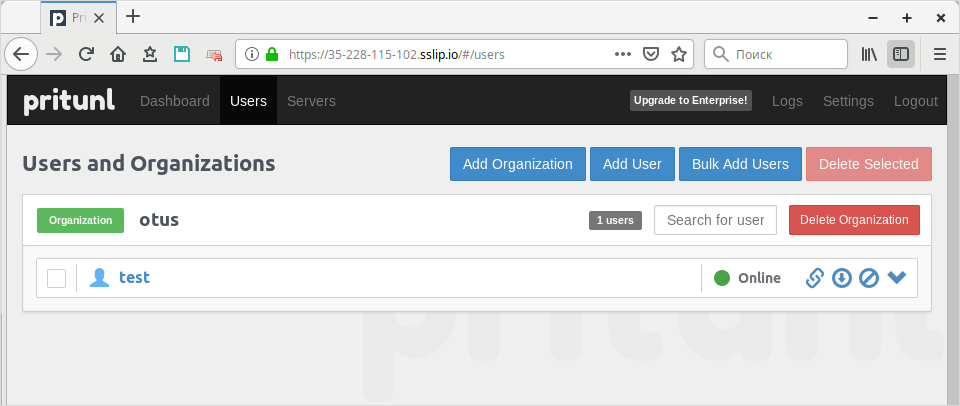 Pri
https://35-228-115-102.sslip.io/#/users
Поиск
pritunl Dashboard Users Servers Upgrade to Enterprise! Logs Settings Logout
Users and Organizations Add Organization Add User Bulk Add Users Delete Selected
Organization otus 1 users Search for user Delete Organization
test Online
pritunl